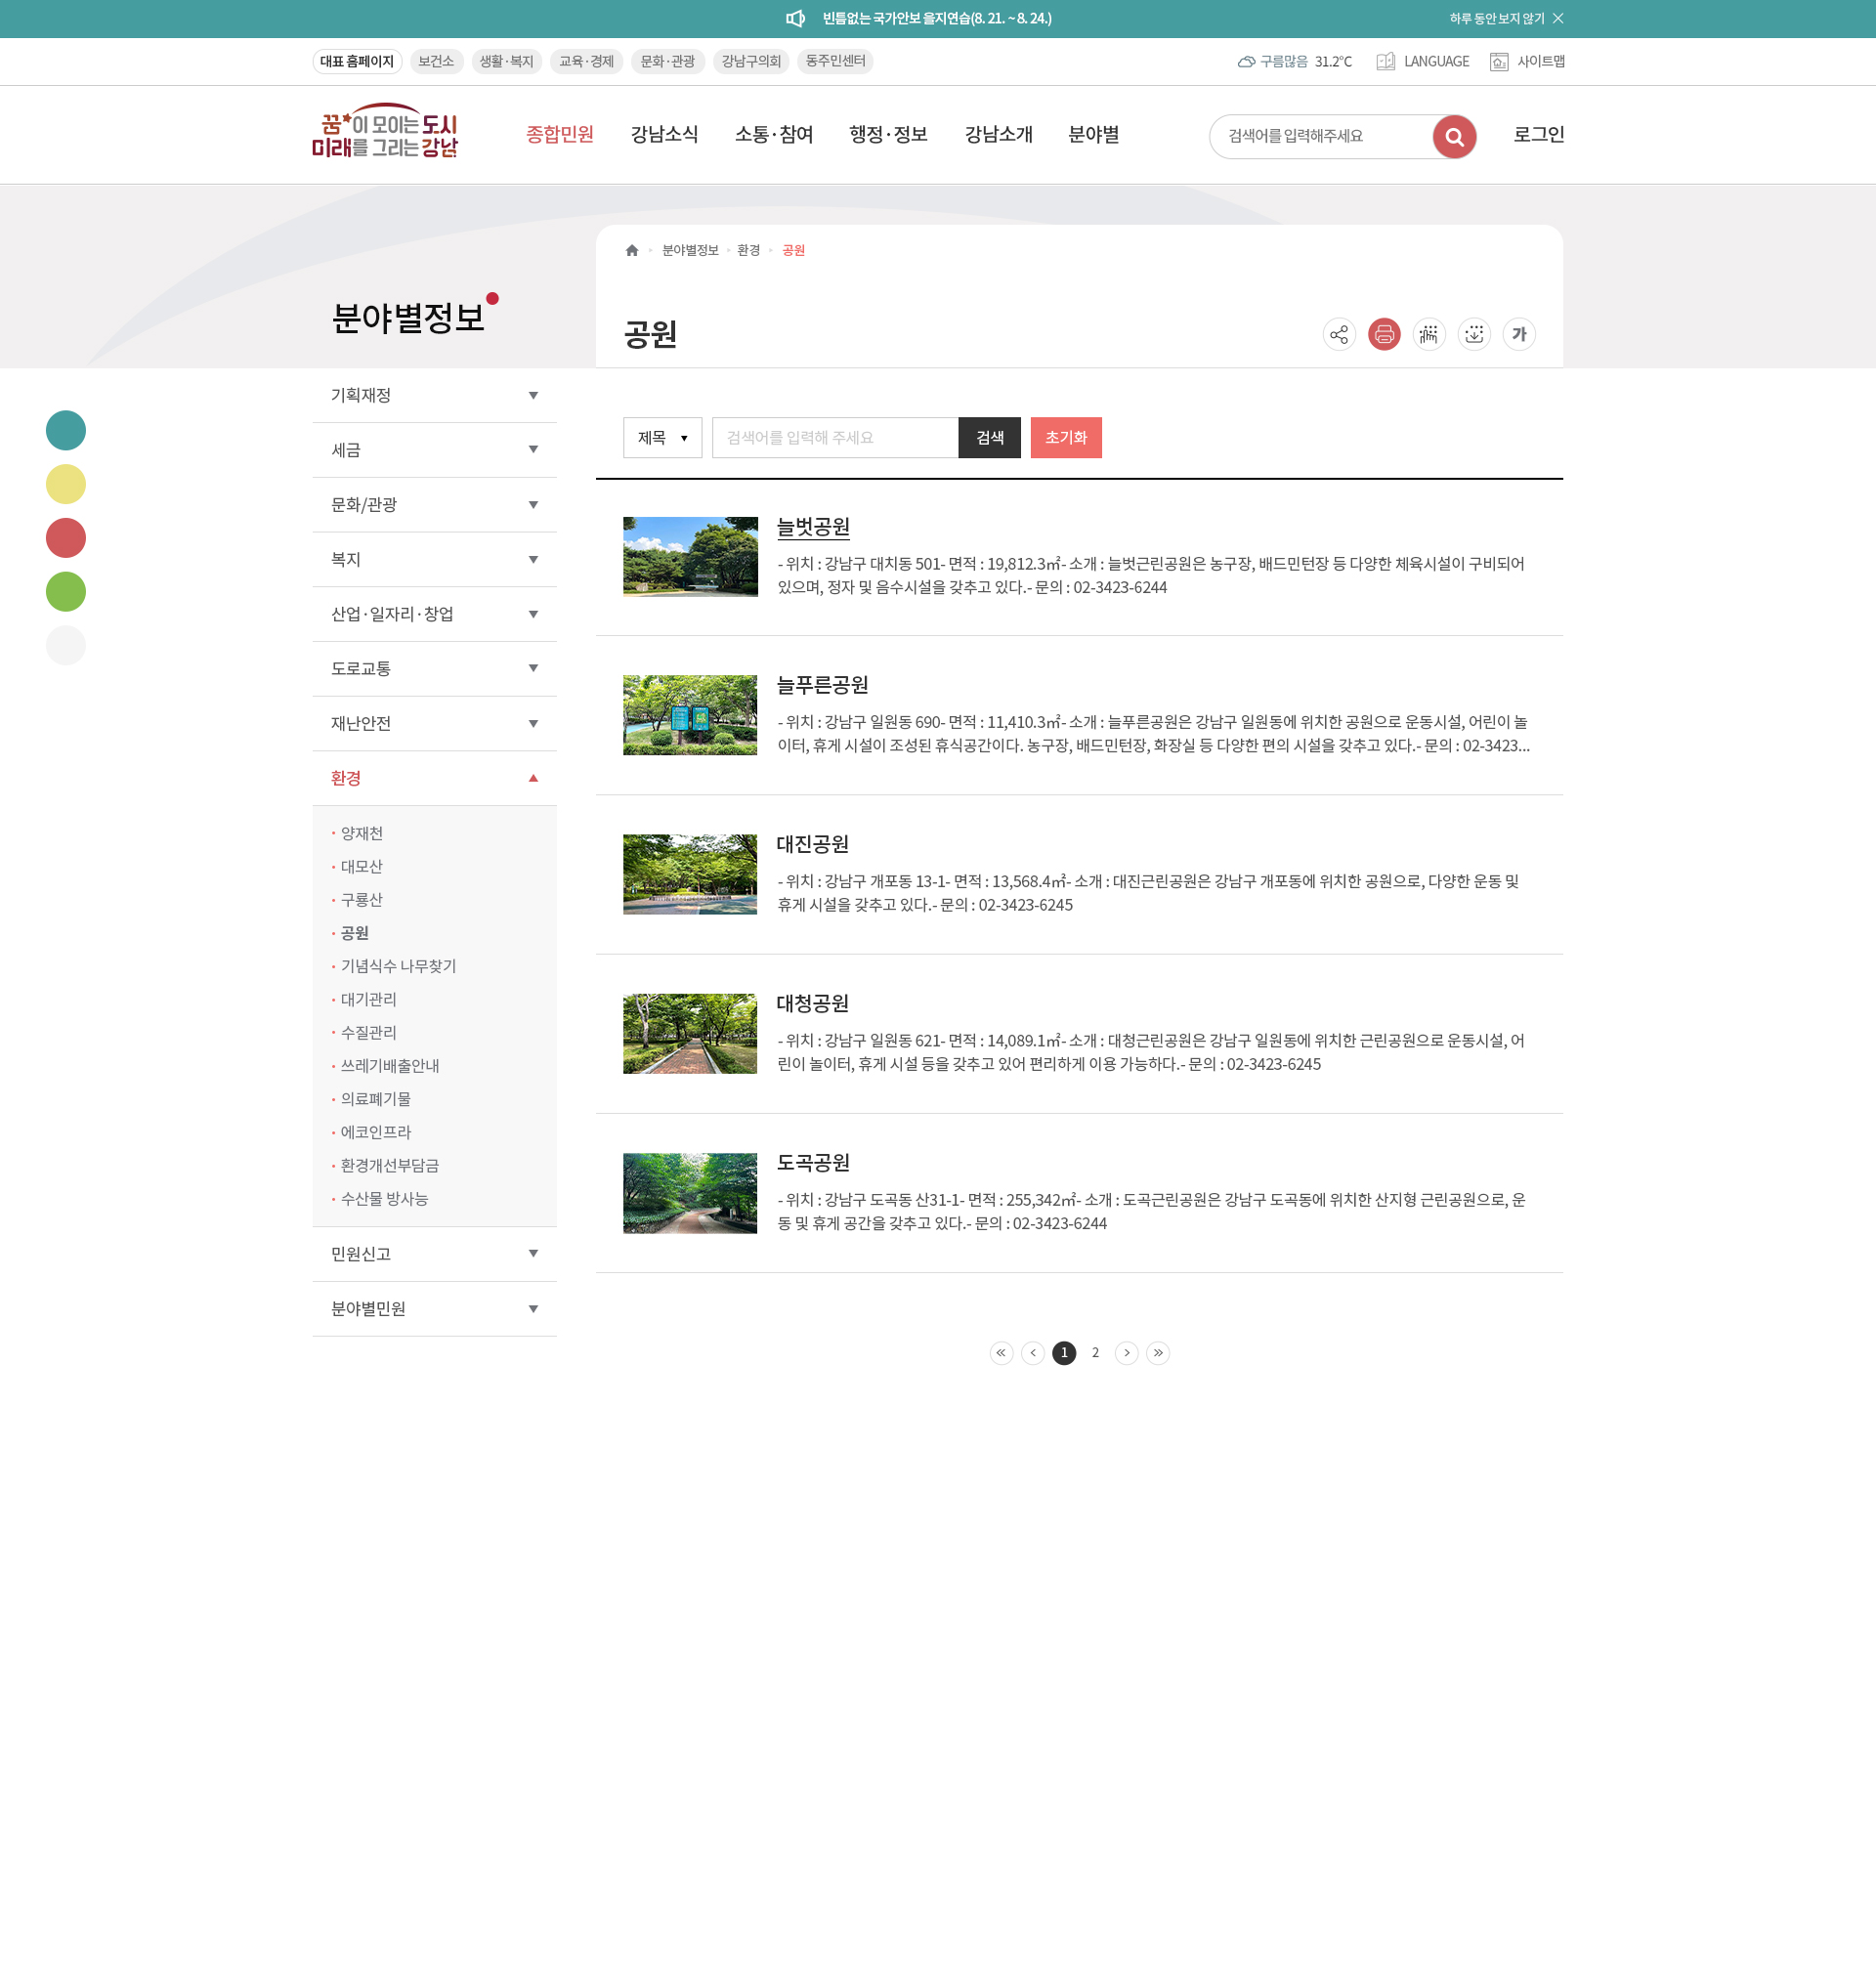 빈틈없는 국가안보 을지연습(8. 21. ~ 8. 24.)
하루 동안 보지 않기
대표 홈페이지
보건소
생활·복지
교육·경제
문화·관광
강남구의회
동주민센터
구름많음 31.2℃
LANGUAGE
사이트맵
꿈이 모이는 도시
미래를 그리는 강남
종합민원
강남소식
소통·참여
행정·정보
강남소개
분야별
검색어를 입력해주세요
로그인
분야별정보
환경
공원
분야별정보
공원
가
기획재정
세금
문화/관광
복지
산업·일자리·창업
도로교통
재난안전
환경
양재천
대모산
구룡산
공원
기념식수 나무찾기
대기관리
수질관리
쓰레기배출안내
의료폐기물
에코인프라
환경개선부담금
수산물 방사능
민원신고
분야별민원
제목
검색어를 입력해 주세요
검색
초기화
늘벗공원
- 위치 : 강남구 대치동 501- 면적 : 19,812.3㎡- 소개 : 늘벗근린공원은 농구장, 배드민턴장 등 다양한 체육시설이 구비되어
있으며, 정자 및 음수시설을 갖추고 있다.- 문의 : 02-3423-6244
늘푸른공원
- 위치 : 강남구 일원동 690- 면적 : 11,410.3㎡- 소개 : 늘푸른공원은 강남구 일원동에 위치한 공원으로 운동시설, 어린이 놀
이터, 휴게 시설이 조성된 휴식공간이다. 농구장, 배드민턴장, 화장실 등 다양한 편의 시설을 갖추고 있다.- 문의 : 02-3423...
대진공원
- 위치 : 강남구 개포동 13-1- 면적 : 13,568.4㎡- 소개 : 대진근린공원은 강남구 개포동에 위치한 공원으로, 다양한 운동 및
휴게 시설을 갖추고 있다.- 문의 : 02-3423-6245
대청공원
- 위치 : 강남구 일원동 621- 면적 : 14,089.1㎡- 소개 : 대청근린공원은 강남구 일원동에 위치한 근린공원으로 운동시설, 어
린이 놀이터, 휴게 시설 등을 갖추고 있어 편리하게 이용 가능하다.- 문의 : 02-3423-6245
도곡공원
- 위치 : 강남구 도곡동 산31-1- 면적 : 255,342㎡- 소개 : 도곡근린공원은 강남구 도곡동에 위치한 산지형 근린공원으로, 운
동 및 휴게 공간을 갖추고 있다.- 문의 : 02-3423-6244
1
2